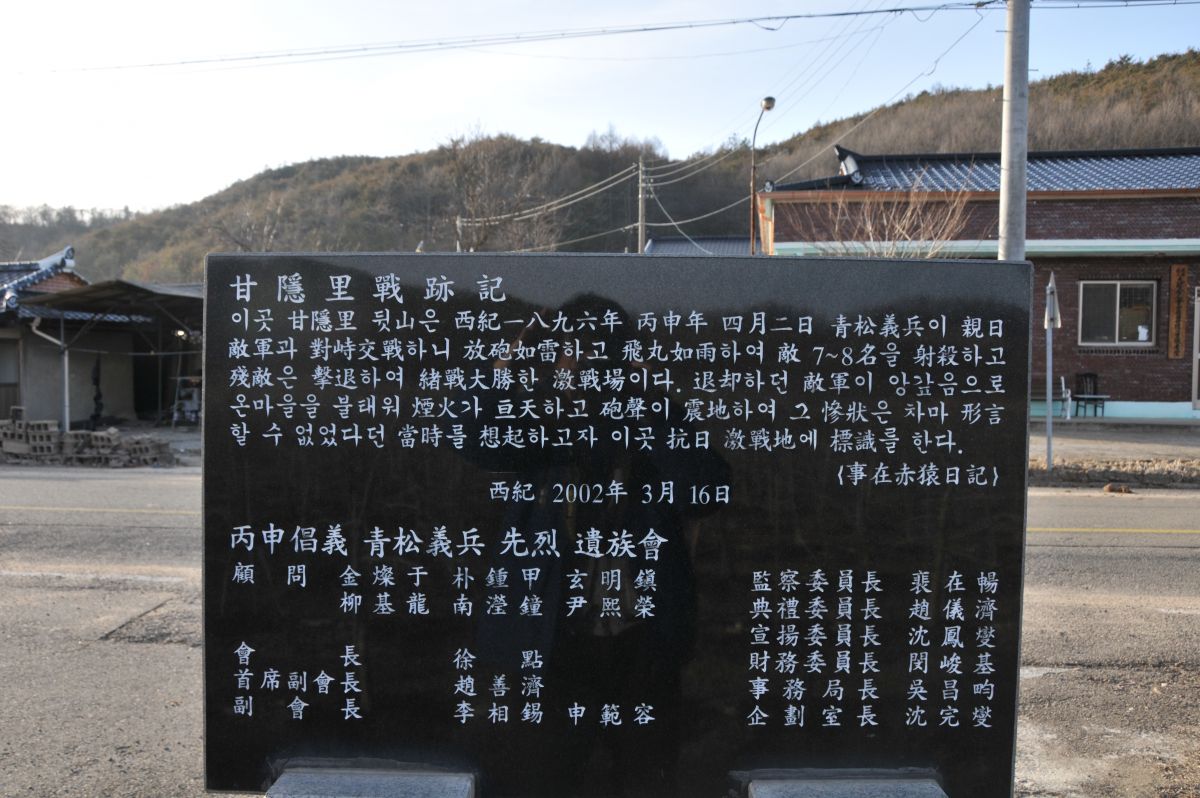 甘隱里戰跡記
이곳 甘隱里 뒷山은 西紀一八九六年 丙申年 四月二日 靑松義兵이 親日
敵軍과 對峙交戰하니 放砲如雷하고 飛丸如雨하여 敵 7~8名을 射殺하고
殘敵은 擊退하여 緖戰大勝한 激戰場이다. 退却하던 敵軍이 앙갚음으로
온마을을 불태워 煙火가 亘天하고 砲聲이 震地하여 그 慘狀은 차마 形言
할 수 없었다던 當時를 想起하고자 이곳 抗日 激戰地에 標識를 한다.
〈事在赤猿日記〉
西紀 2002年 3月 16日
丙申倡義 靑松義兵 先烈 遺族會
顧問 金燦于 朴鍾甲 玄明鎭
柳基龍 南瀅鐘 尹熙榮
會長 徐點
首席副會長 趙善濟
副會長 李相錫 申範容
監察委員長 裵在暢
典禮委員長 趙儀濟
宣揚委員長 沈鳳燮
財務委員長 閔峻基
事務局長 吳昌畇
企劃室長 沈完燮